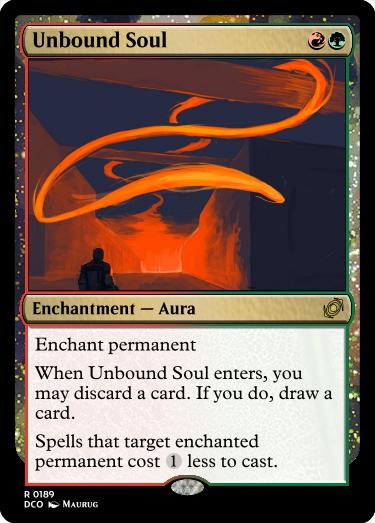 Unbound Soul
Enchantment — Aura
Enchant permanent
When Unbound Soul enters, you
may discard a card. If you do, draw a
card.
Spells that target enchanted
permanent cost 1 less to cast.
R 0189
DCO Maurug